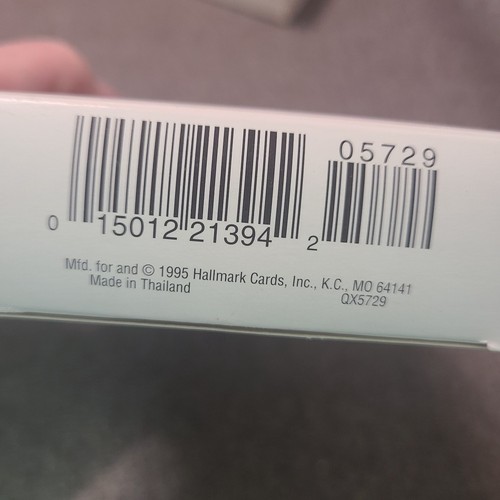 05729
0 15012 21394 2
Mfd. for and © 1995 Hallmark Cards, Inc., K.C., MO 64141
Made in Thailand
QX5729